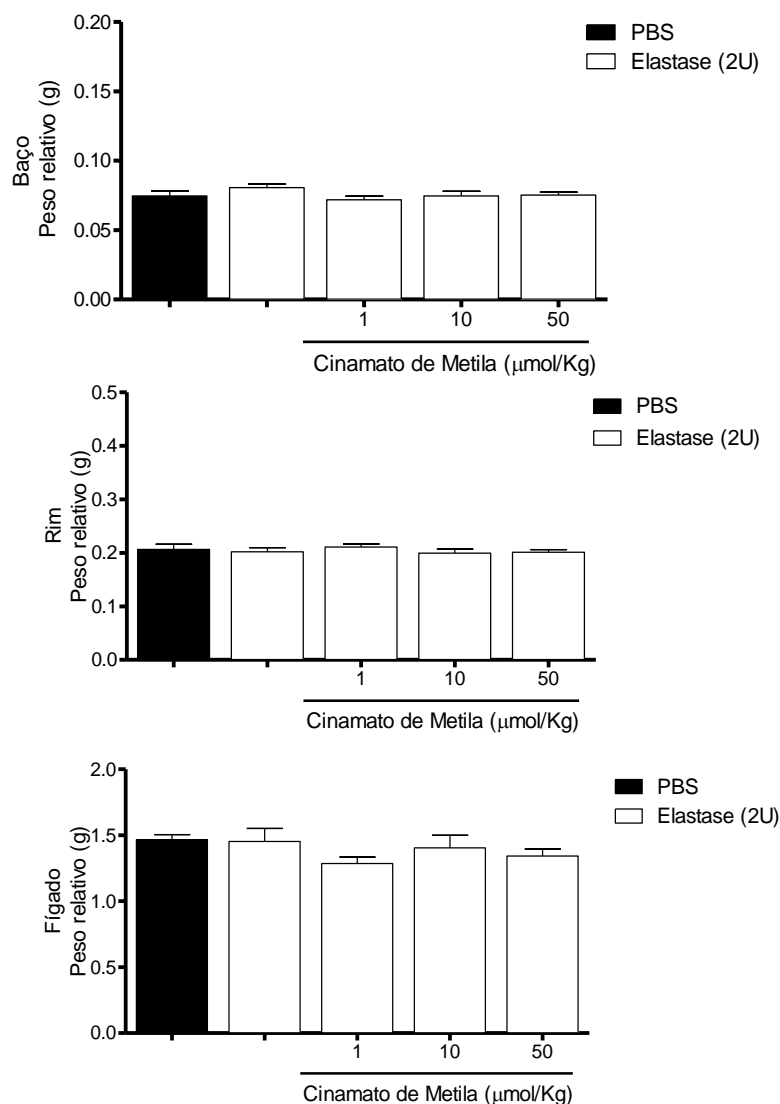 0.20
0.15
0.10
0.05
0.00
Baço
Peso relativo (g)
PBS
Elastase (2U)
1 10 50
Cinamato de Metila (μmol/Kg)
0.5
0.4
0.3
0.2
0.1
0.0
Rim
Peso relativo (g)
PBS
Elastase (2U)
1 10 50
Cinamato de Metila (μmol/Kg)
2.0
1.5
1.0
0.5
0.0
Fígado
Peso relativo (g)
PBS
Elastase (2U)
1 10 50
Cinamato de Metila (μmol/Kg)